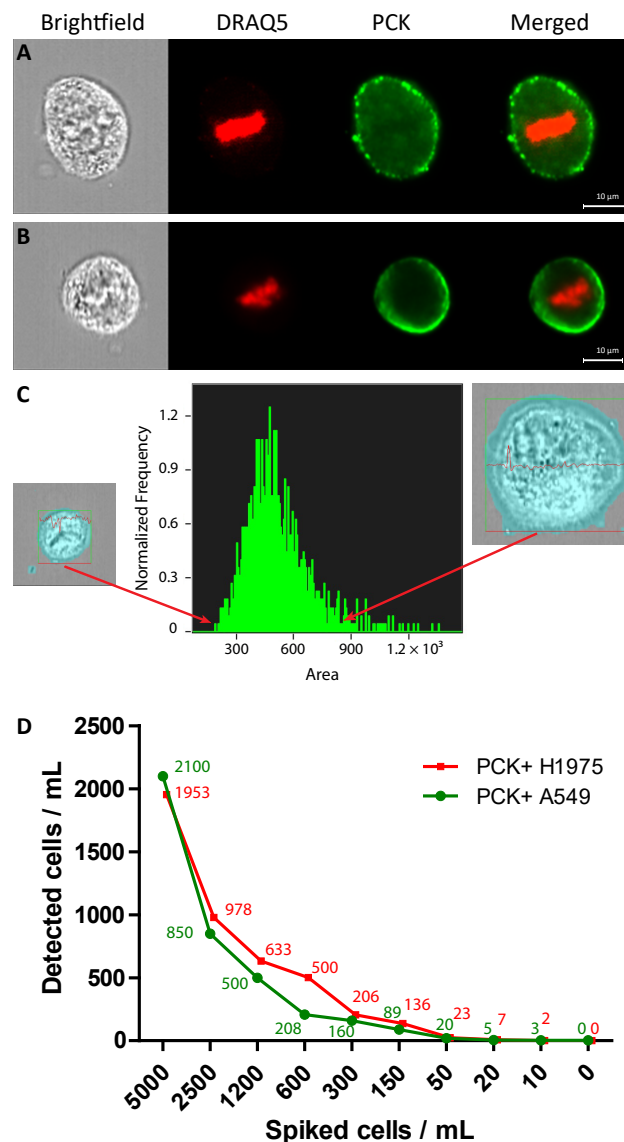 Brightfield DRAQ5 PCK Merged
A
10 µm
B
10 µm
C
Normalized Frequency
1.2
0.9
0.6
0.3
0
300 600 900 1.2 × 10³
Area
D
Detected cells / mL
2500
2000
1500
1000
500
0
PCK+ H1975
PCK+ A549
2100
1953
978
850
633
500
500
208
206
160
136
89
23
20
7
5
2
3
0
0
5000 2500 1200 600 300 150 50 20 10 0
Spiked cells / mL